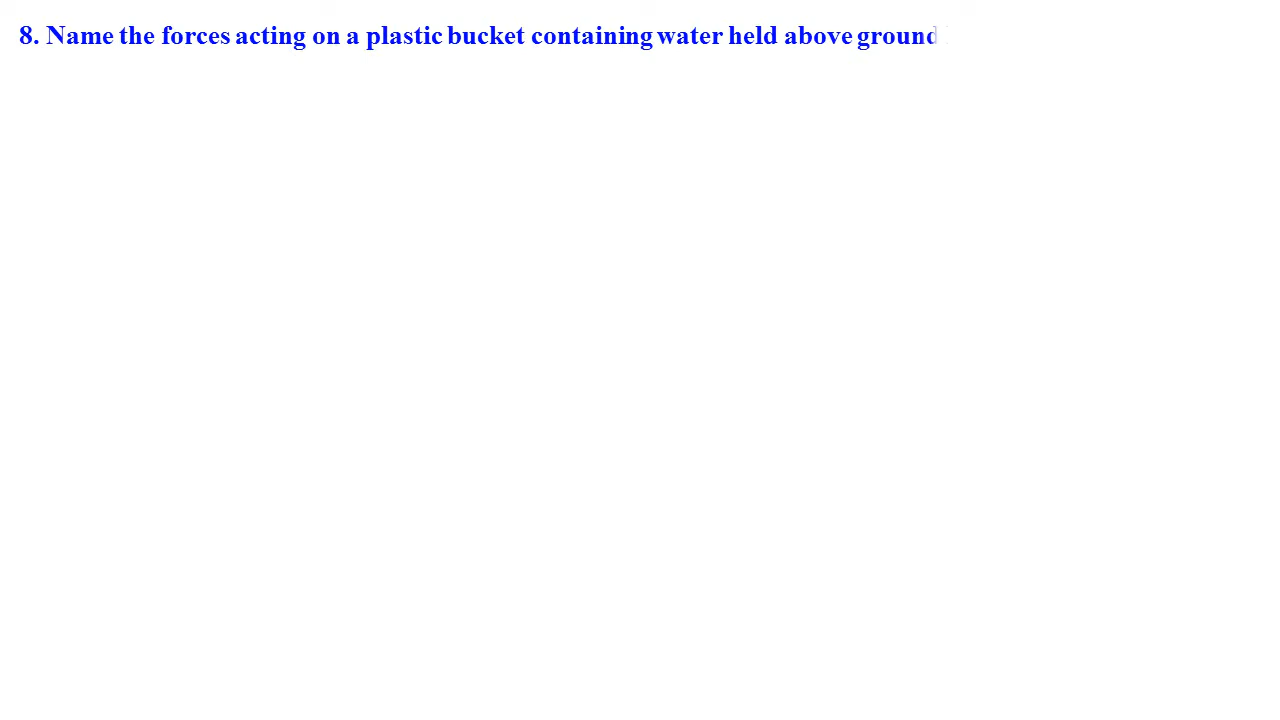 8. Name the forces acting on a plastic bucket containing water held above ground